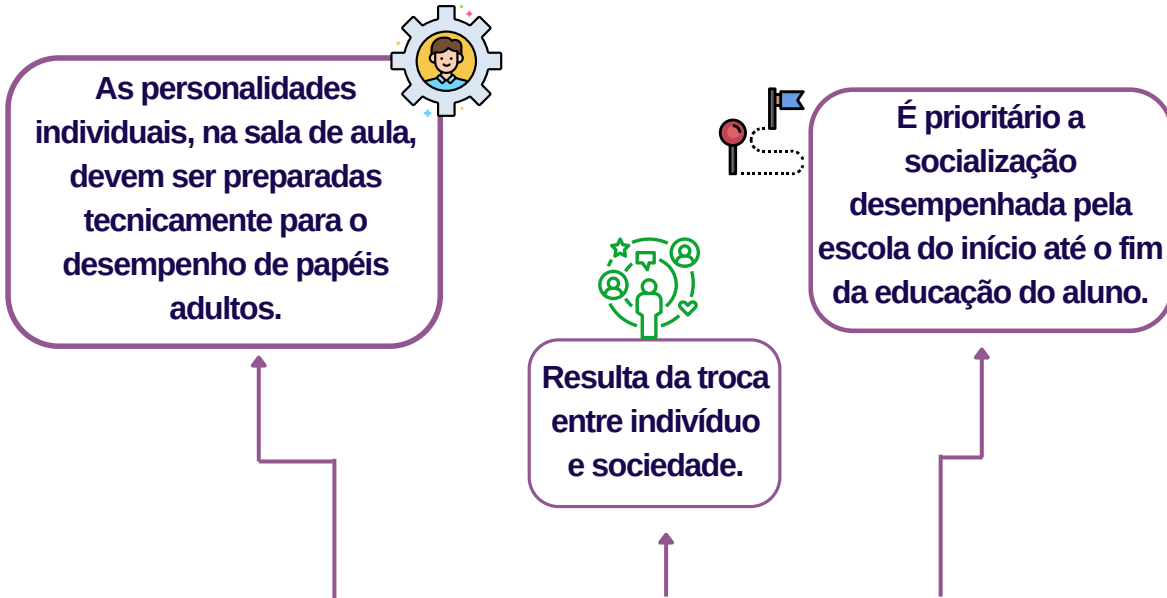 As personalidades
individuais, na sala de aula,
devem ser preparadas
tecnicamente para o
desempenho de papéis
adultos.
Resulta da troca
entre indivíduo
e sociedade.
É prioritário a
socialização
desempenhada pela
escola do início até o fim
da educação do aluno.